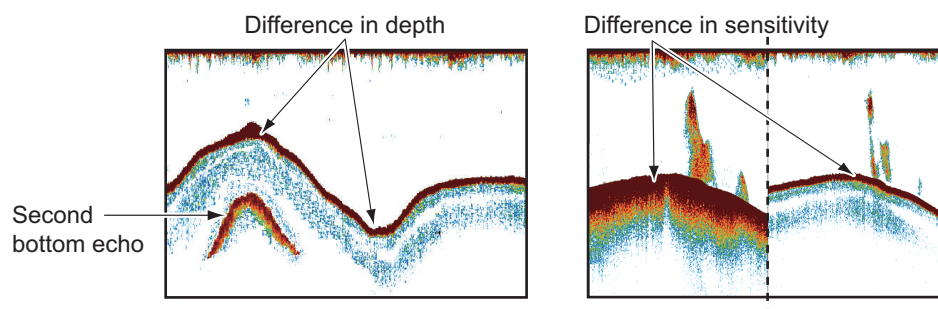 Difference in depth
Difference in sensitivity
Second
bottom echo